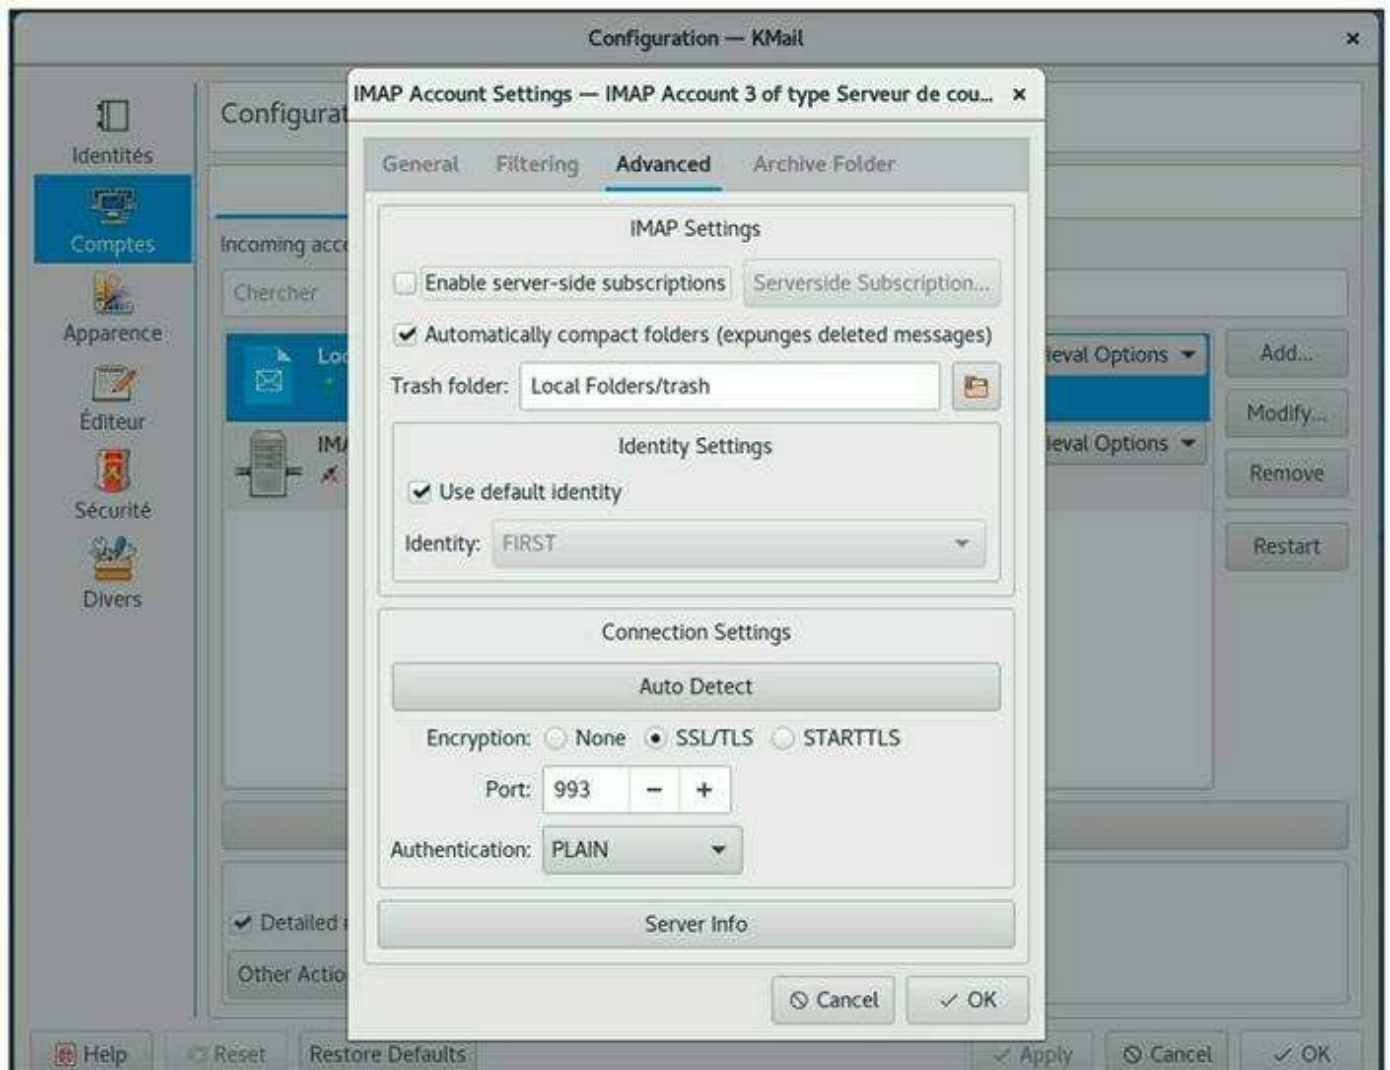 Configuration — KMail
IMAP Account Settings — IMAP Account 3 of type Serveur de cou...
Identités
Comptes
Apparence
Éditeur
Sécurité
Divers
Configurat
Incoming acco
Chercher
Loc
IMA
General Filtering Advanced Archive Folder
IMAP Settings
Enable server-side subscriptions Serverside Subscription...
Automatically compact folders (expunges deleted messages)
Trash folder: Local Folders/trash
Identity Settings
Use default identity
Identity: FIRST
Connection Settings
Auto Detect
Encryption: None SSL/TLS STARTTLS
Port: 993 − +
Authentication: PLAIN
Server Info
Cancel OK
ieval Options
ieval Options
Add...
Modify...
Remove
Restart
Detailed
Other Actio
Help Reset Restore Defaults Apply Cancel OK